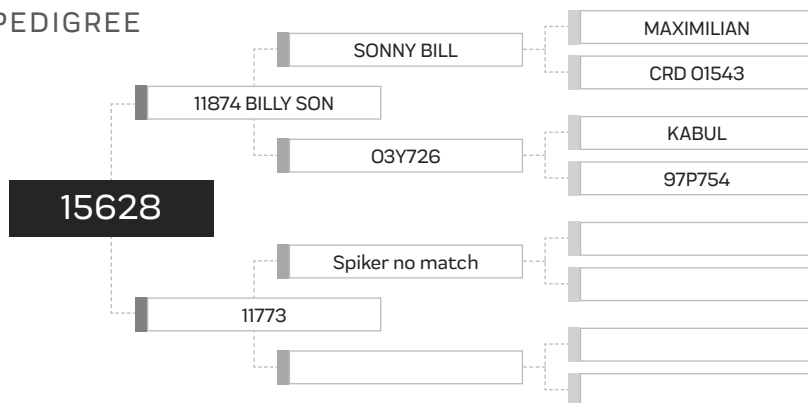 PEDIGREE
MAXIMILIAN
SONNY BILL
CRD 01543
11874 BILLY SON
KABUL
03Y726
97P754
15628
Spiker no match
11773